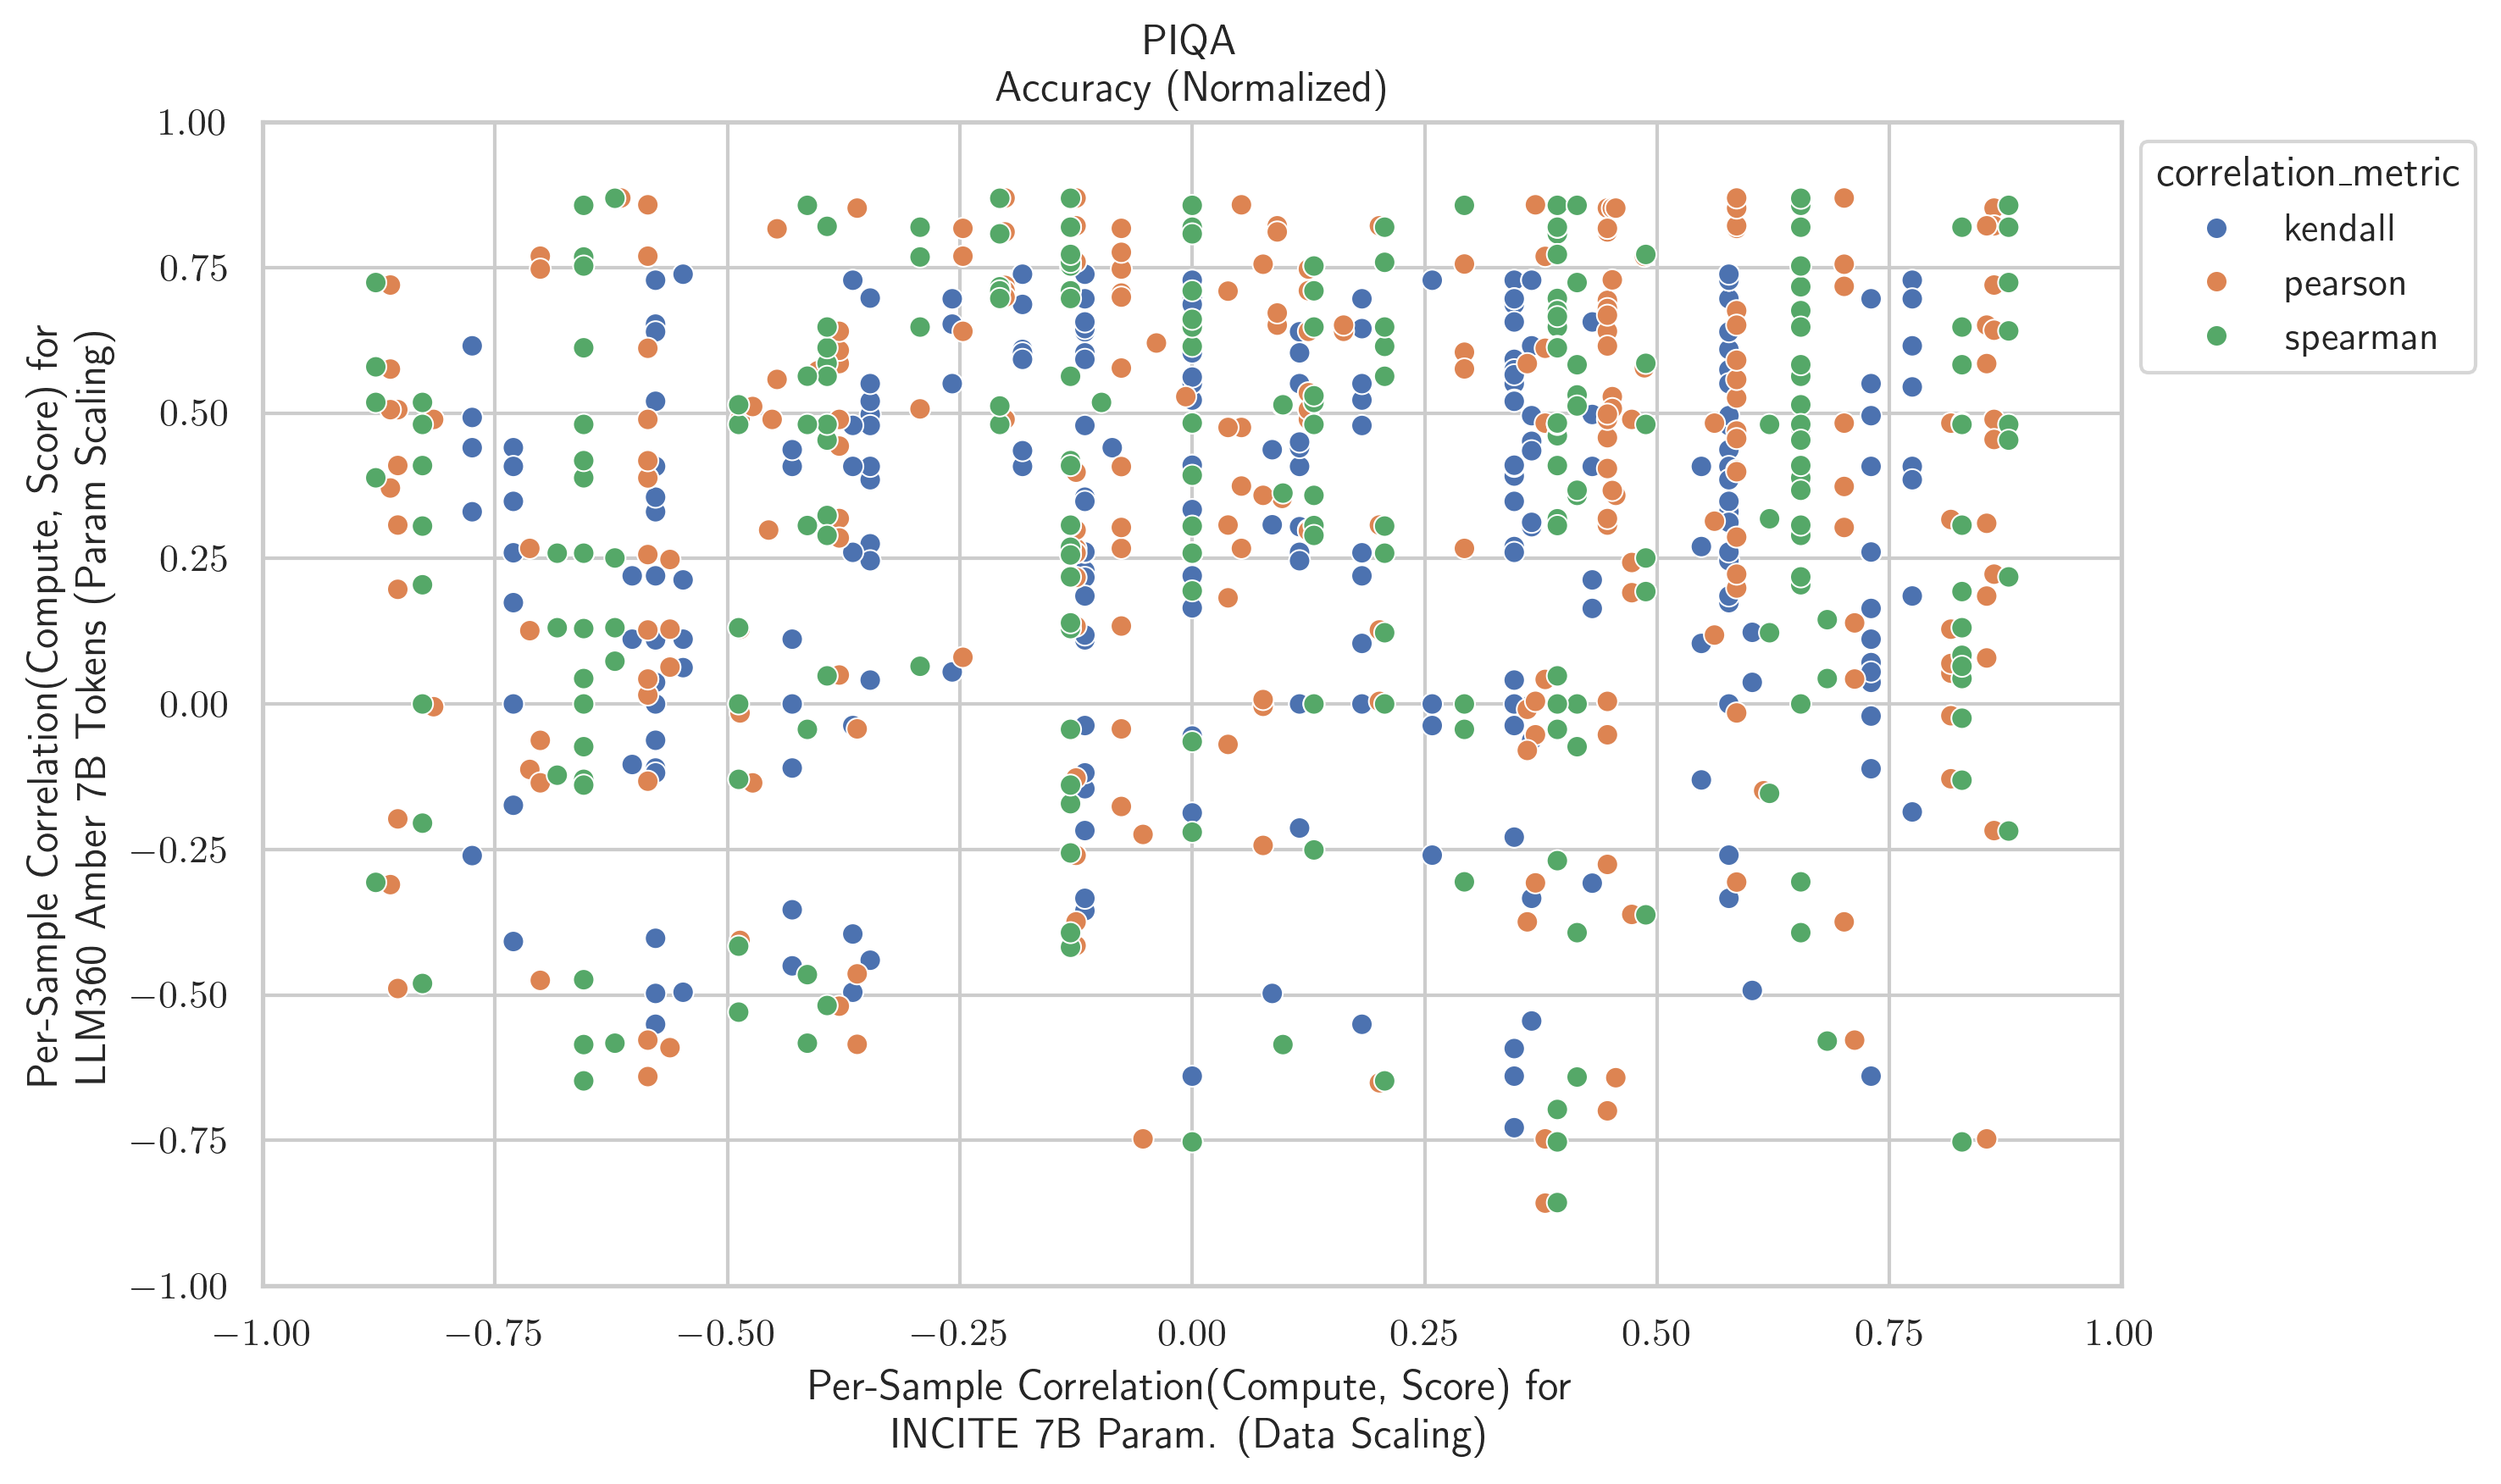 PIQA
Accuracy (Normalized)
Per-Sample Correlation(Compute, Score) for
LLM360 Amber 7B Tokens (Param Scaling)
1.00
0.75
0.50
0.25
0.00
−0.25
−0.50
−0.75
−1.00
−1.00 −0.75 −0.50 −0.25 0.00 0.25 0.50 0.75 1.00
Per-Sample Correlation(Compute, Score) for
INCITE 7B Param. (Data Scaling)
correlation_metric
kendall
pearson
spearman